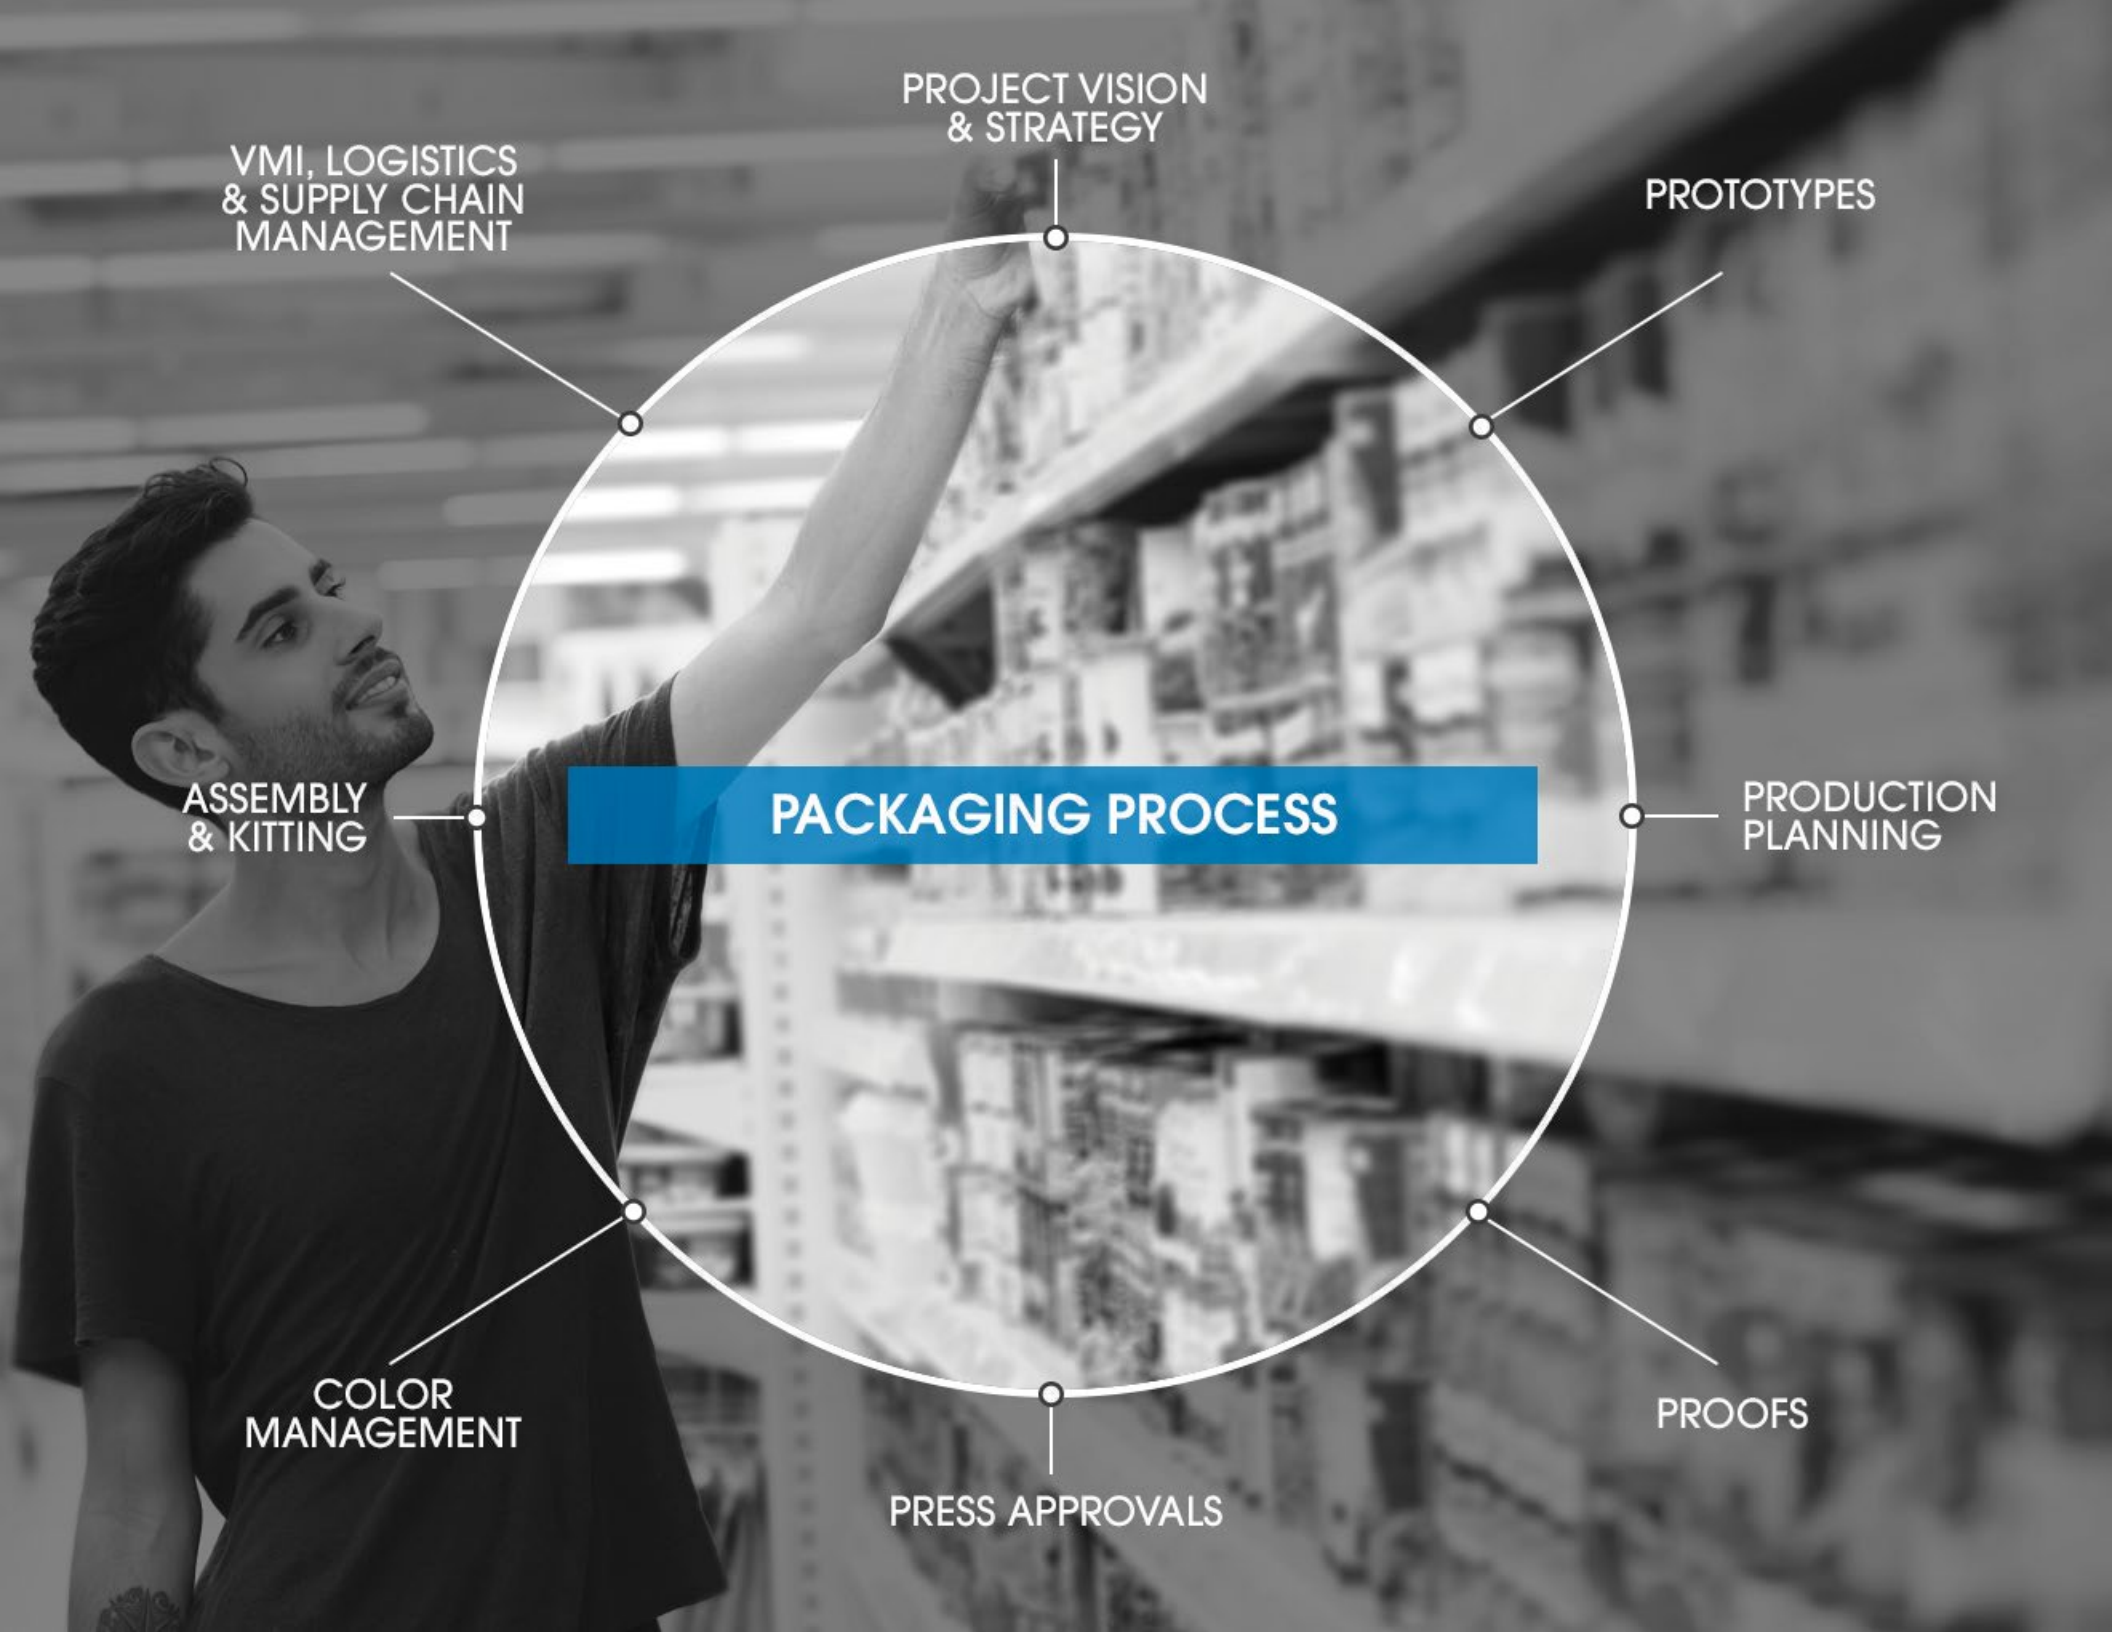 PROJECT VISION
& STRATEGY
PROTOTYPES
PRODUCTION
PLANNING
PROOFS
PRESS APPROVALS
COLOR
MANAGEMENT
ASSEMBLY
& KITTING
VMI, LOGISTICS
& SUPPLY CHAIN
MANAGEMENT
PACKAGING PROCESS